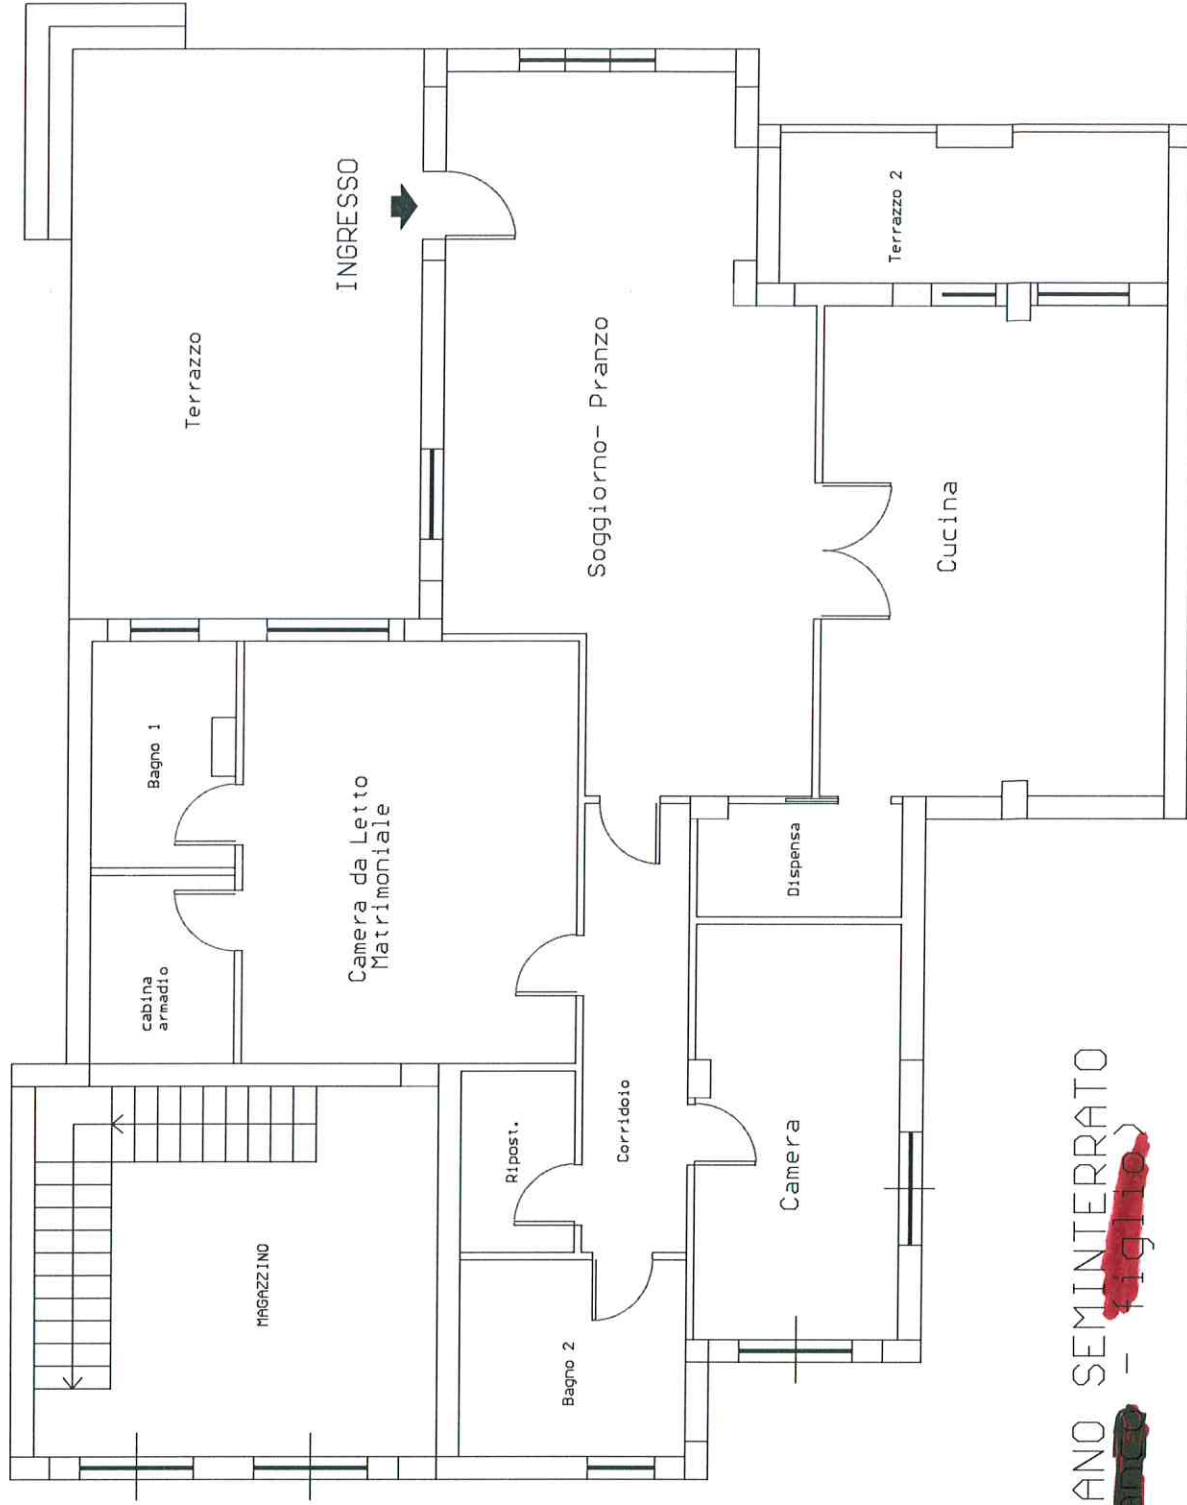 INGRESSO
Terrazzo
Terrazzo 2
Soggiorno- Pranzo
Cucina
Bagno 1
Camera da Letto
Matrimoniale
cabina
armadio
Dispensa
Ripost.
Corridoio
Camera
MAGAZZINO
Bagno 2
ANO SEMINTERRATO
- figlio)